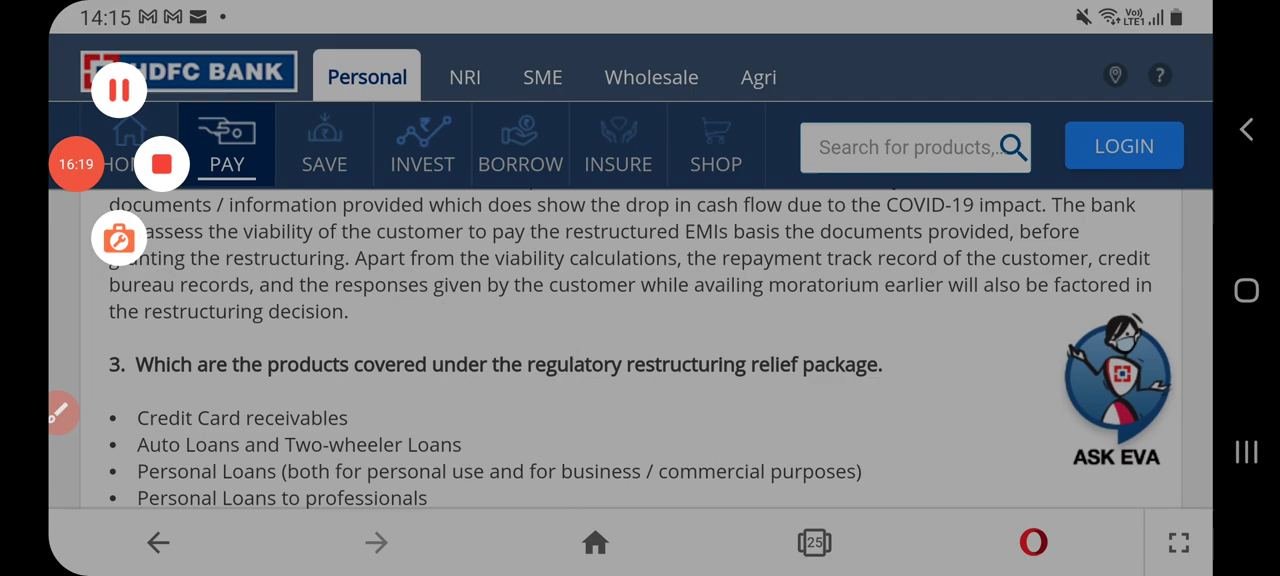 14:15
Vo)) LTE1
HDFC BANK
Personal
NRI
SME
Wholesale
Agri
?
16:19
PAY
SAVE
INVEST
BORROW
INSURE
SHOP
Search for products,..
LOGIN
documents / information provided which does show the drop in cash flow due to the COVID-19 impact. The bank
assess the viability of the customer to pay the restructured EMIs basis the documents provided, before
granting the restructuring. Apart from the viability calculations, the repayment track record of the customer, credit
bureau records, and the responses given by the customer while availing moratorium earlier will also be factored in
the restructuring decision.
3. Which are the products covered under the regulatory restructuring relief package.
• Credit Card receivables
• Auto Loans and Two-wheeler Loans
• Personal Loans (both for personal use and for business / commercial purposes)
• Personal Loans to professionals
ASK EVA
25